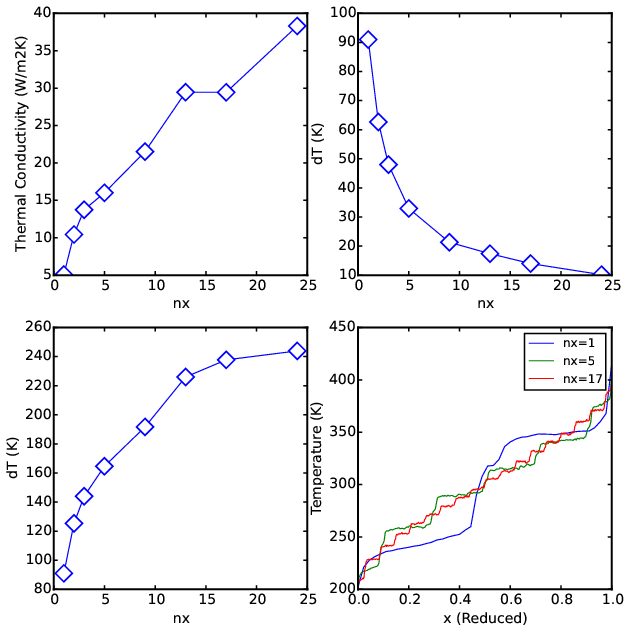 40
35
30
25
20
15
10
5
Thermal Conductivity (W/m2K)
0 5 10 15 20 25
nx
100
90
80
70
60
50
40
30
20
10
dT (K)
0 5 10 15 20 25
nx
260
240
220
200
180
160
140
120
100
80
dT (K)
0 5 10 15 20 25
nx
450
400
350
300
250
200
Temperature (K)
nx=1
nx=5
nx=17
0.0 0.2 0.4 0.6 0.8 1.0
x (Reduced)